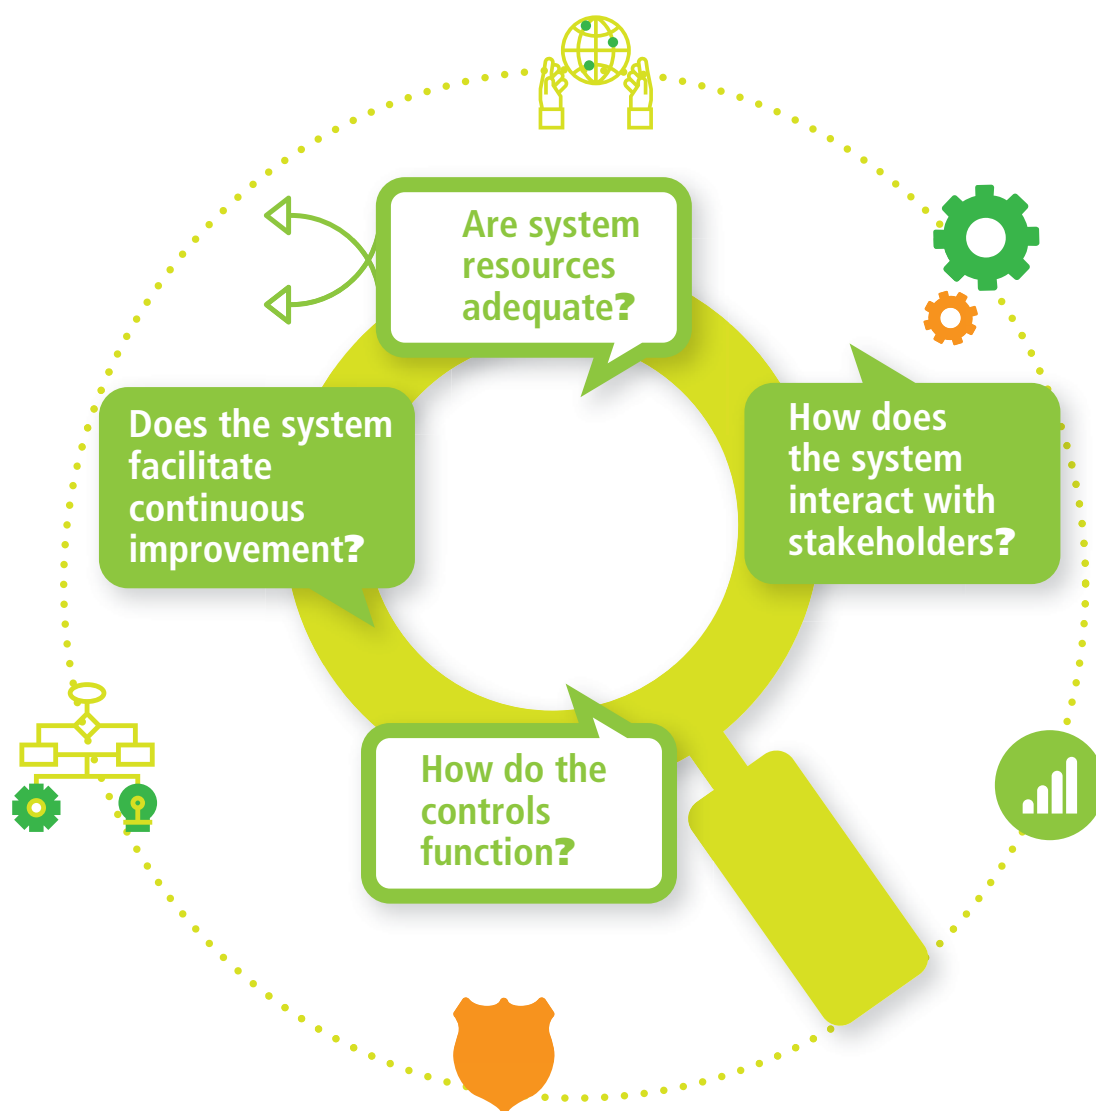 Are system
resources
adequate?
Does the system
facilitate
continuous
improvement?
How does
the system
interact with
stakeholders?
How do the
controls
function?